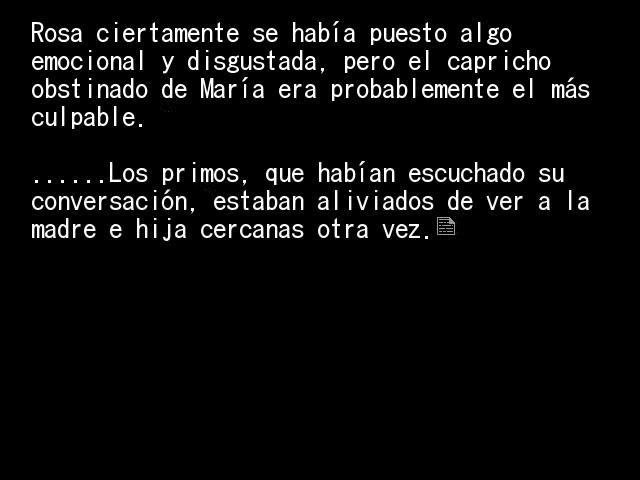 Rosa ciertamente se había puesto algo
emocional y disgustada, pero el capricho
obstinado de María era probablemente el más
culpable.
......Los primos, que habían escuchado su
conversación, estaban aliviados de ver a la
madre e hija cercanas otra vez.